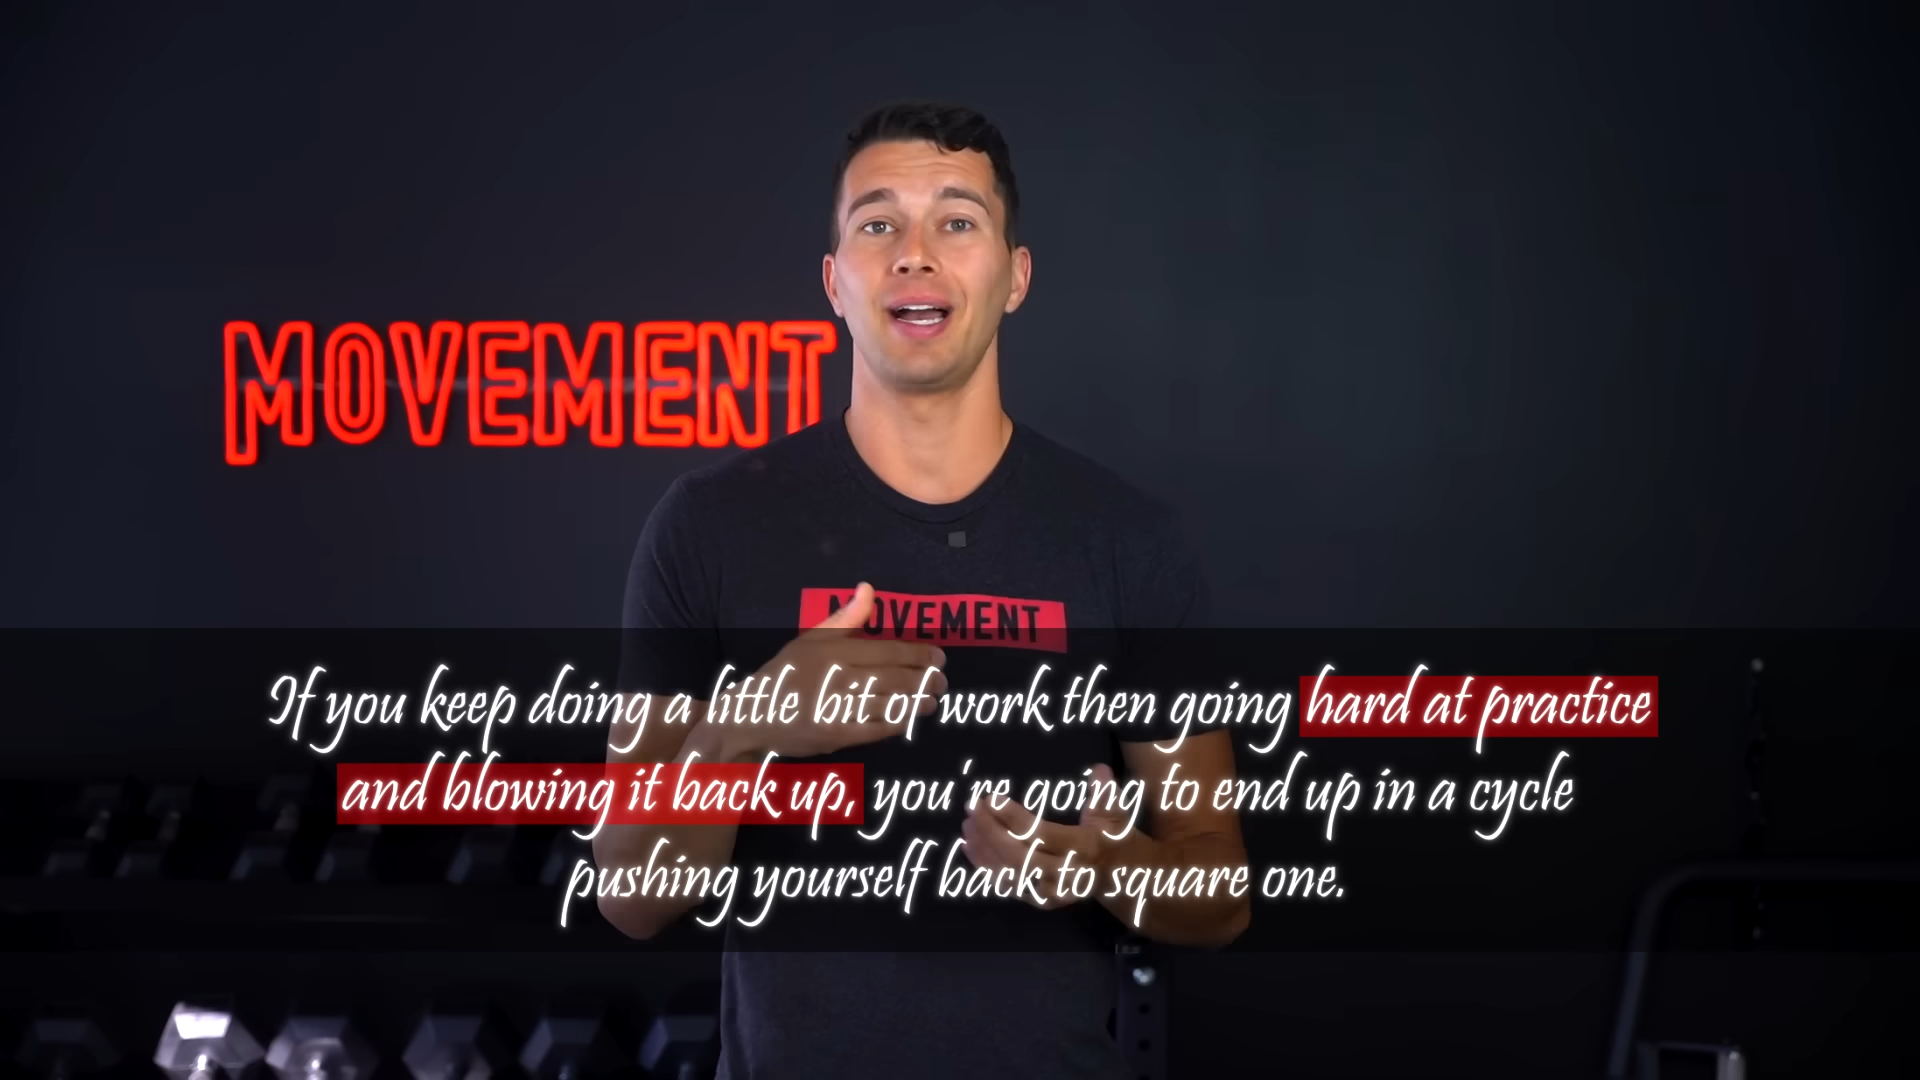 MOVEMENT
MOVEMENT
If you keep doing a little bit of work then going hard at practice
and blowing it back up, you're going to end up in a cycle
pushing yourself back to square one.